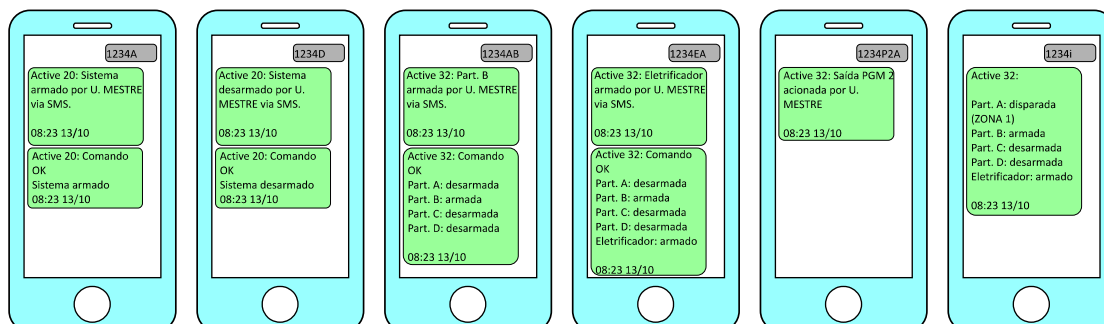 1234A
Active 20: Sistema
armado por U. MESTRE
via SMS.
08:23 13/10
Active 20: Comando
OK
Sistema armado
08:23 13/10
1234D
Active 20: Sistema
desarmado por U.
MESTRE via SMS.
08:23 13/10
Active 20: Comando
OK
Sistema desarmado
08:23 13/10
1234AB
Active 32: Part. B
armada por U. MESTRE
via SMS.
08:23 13/10
Active 32: Comando
OK
Part. A: desarmada
Part. B: armada
Part. C: desarmada
Part. D: desarmada
08:23 13/10
1234EA
Active 32: Eletrificador
armado por U. MESTRE
via SMS.
08:23 13/10
Active 32: Comando
OK
Part. A: desarmada
Part. B: armada
Part. C: desarmada
Part. D: desarmada
Eletrificador: armado
08:23 13/10
1234P2A
Active 32: Saída PGM 2
acionada por U.
MESTRE
08:23 13/10
1234i
Active 32:
Part. A: disparada
(ZONA 1)
Part. B: armada
Part. C: desarmada
Part. D: desarmada
Eletrificador: armado
08:23 13/10